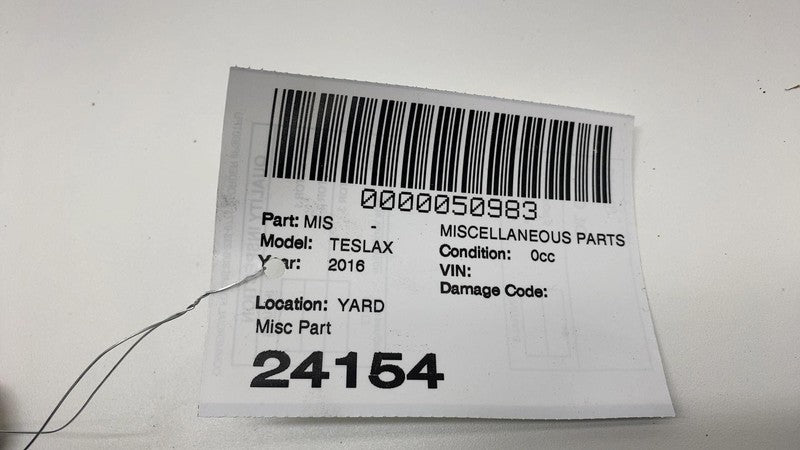 0000050983
Part: MIS - MISCELLANEOUS PARTS
Model: TESLAX Condition: 0cc
Year: 2016 VIN:
Damage Code:
Location: YARD
Misc Part
24154